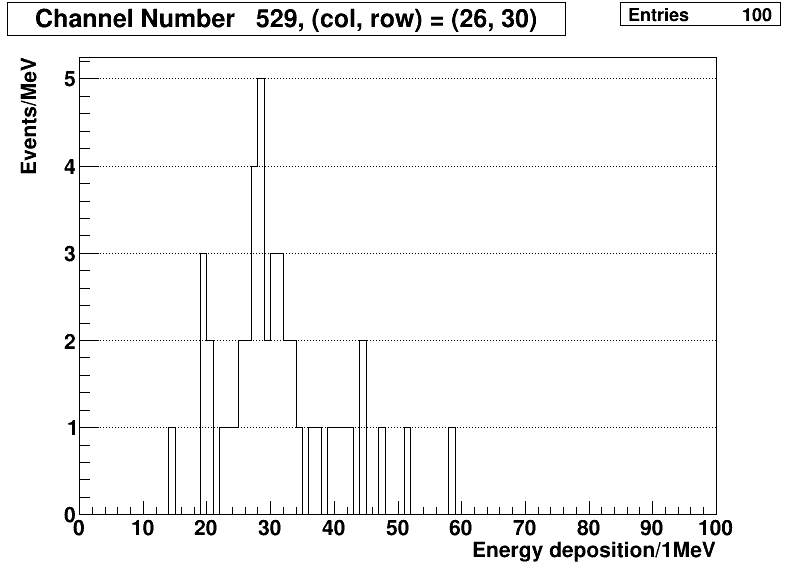 Channel Number 529, (col, row) = (26, 30)
Entries 100
Events/MeV
5
4
3
2
1
0
0 10 20 30 40 50 60 70 80 90 100
Energy deposition/1MeV